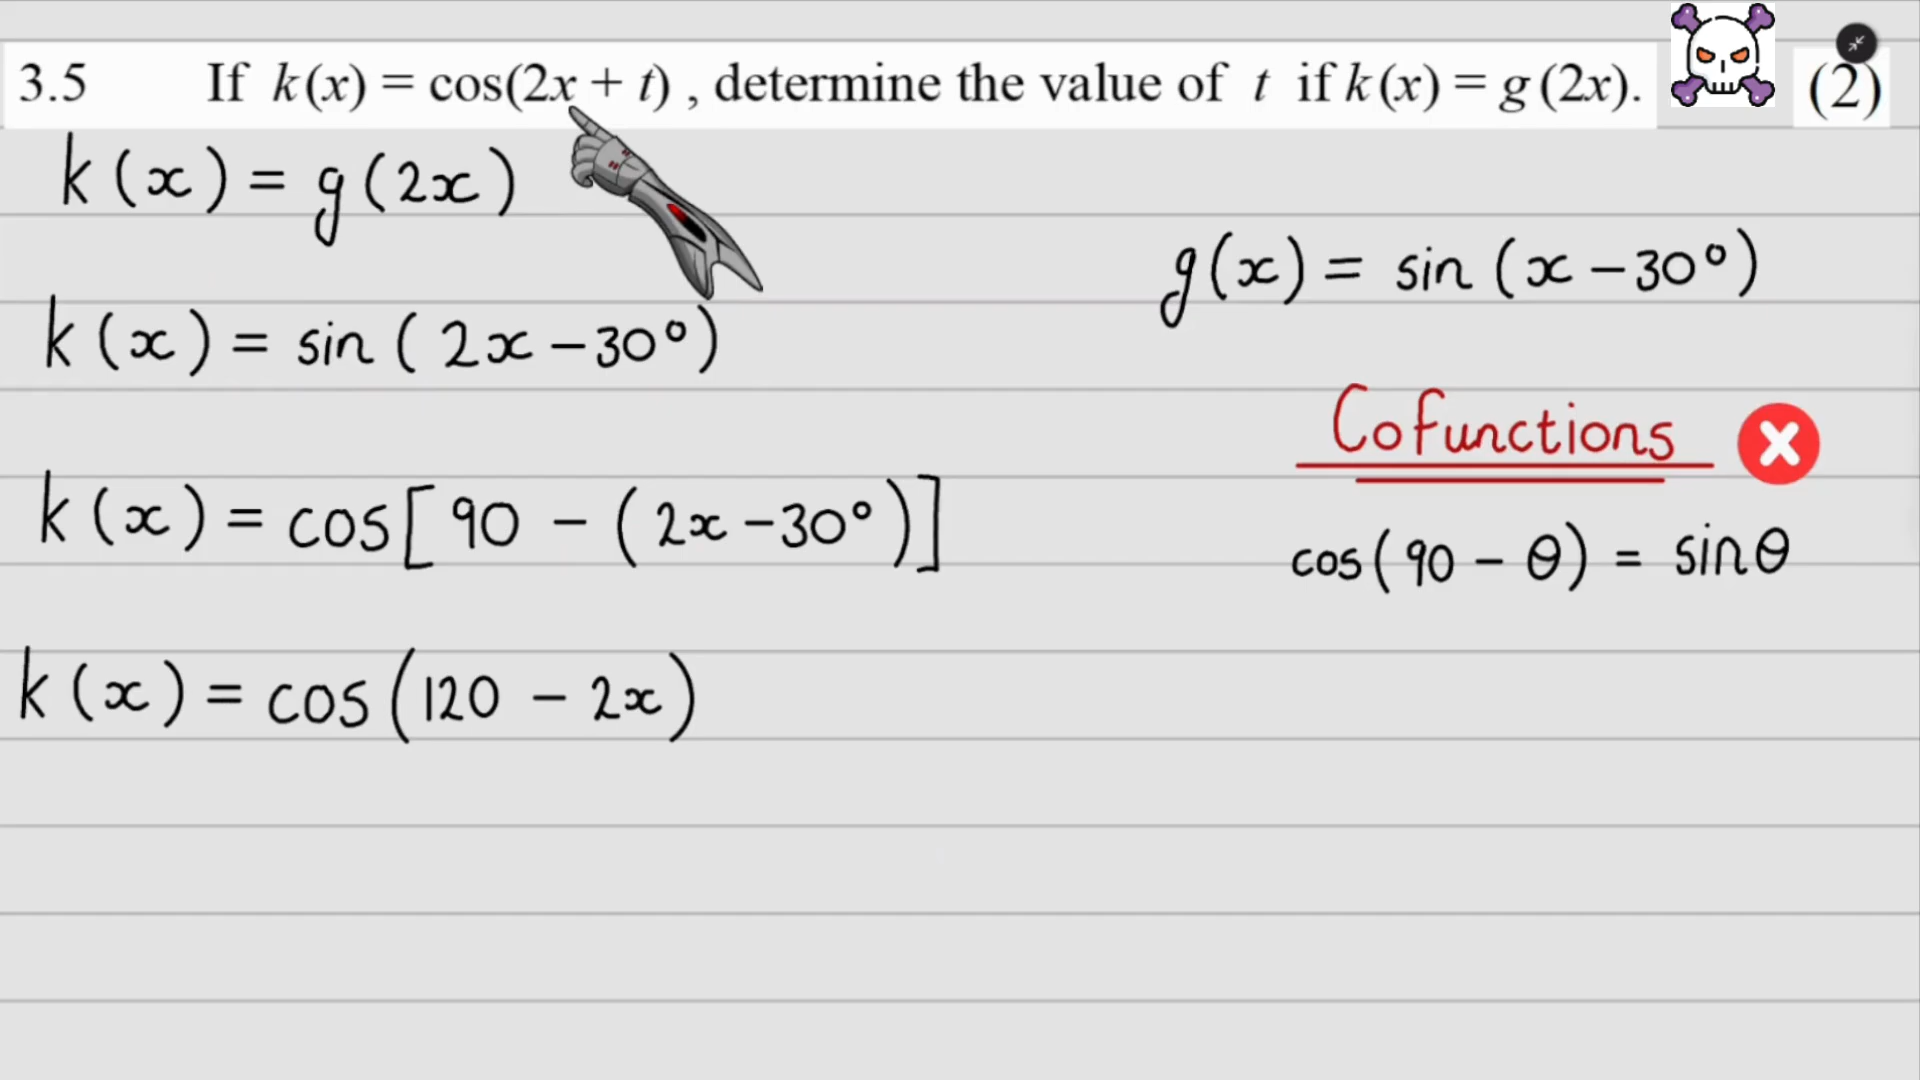 3.5 If k(x) = cos(2x + t), determine the value of t if k(x) = g(2x). (2)
k(x) = g(2x)
g(x) = sin(x − 30°)
k(x) = sin(2x − 30°)
Cofunctions
k(x) = cos[90 − (2x − 30°)]
cos(90 − θ) = sinθ
k(x) = cos(120 − 2x)